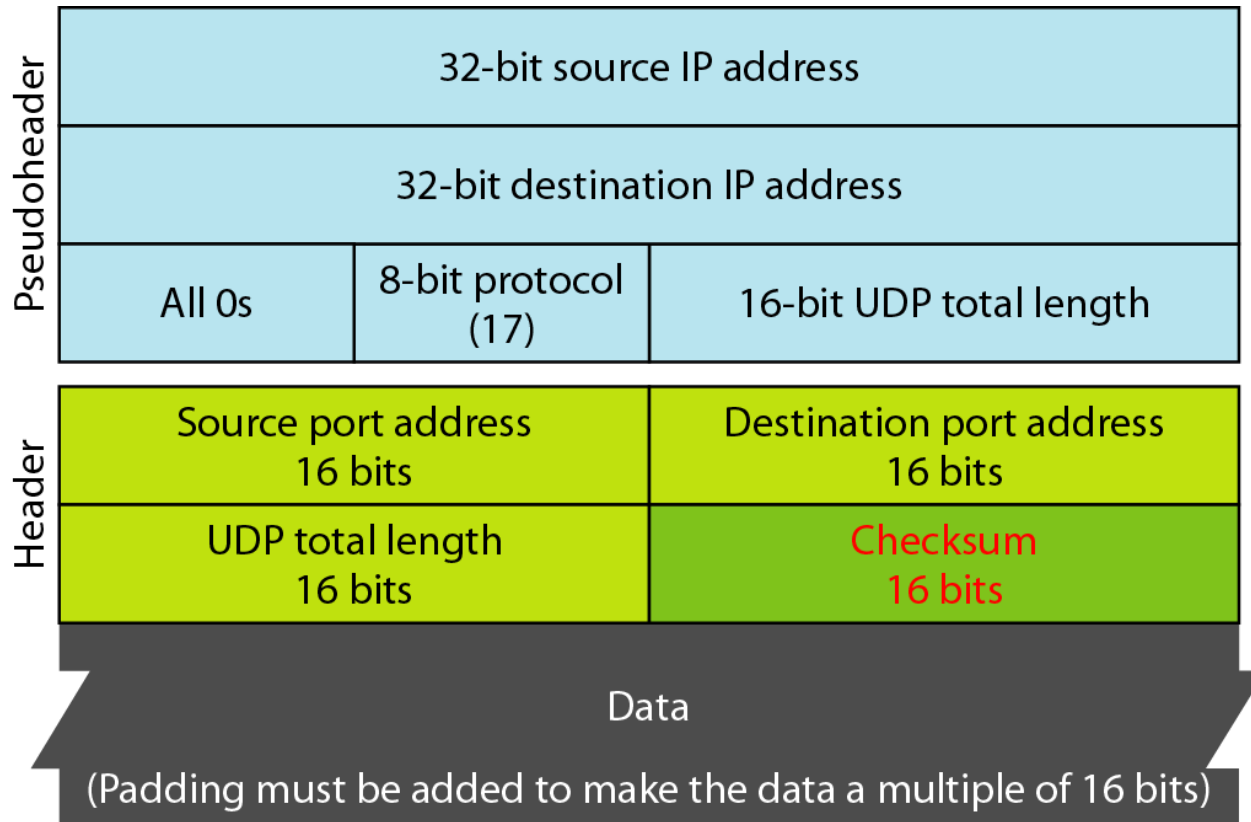 Pseudoheader
32-bit source IP address
32-bit destination IP address
All 0s
8-bit protocol
(17)
16-bit UDP total length
Header
Source port address
16 bits
Destination port address
16 bits
UDP total length
16 bits
Checksum
16 bits
Data
(Padding must be added to make the data a multiple of 16 bits)